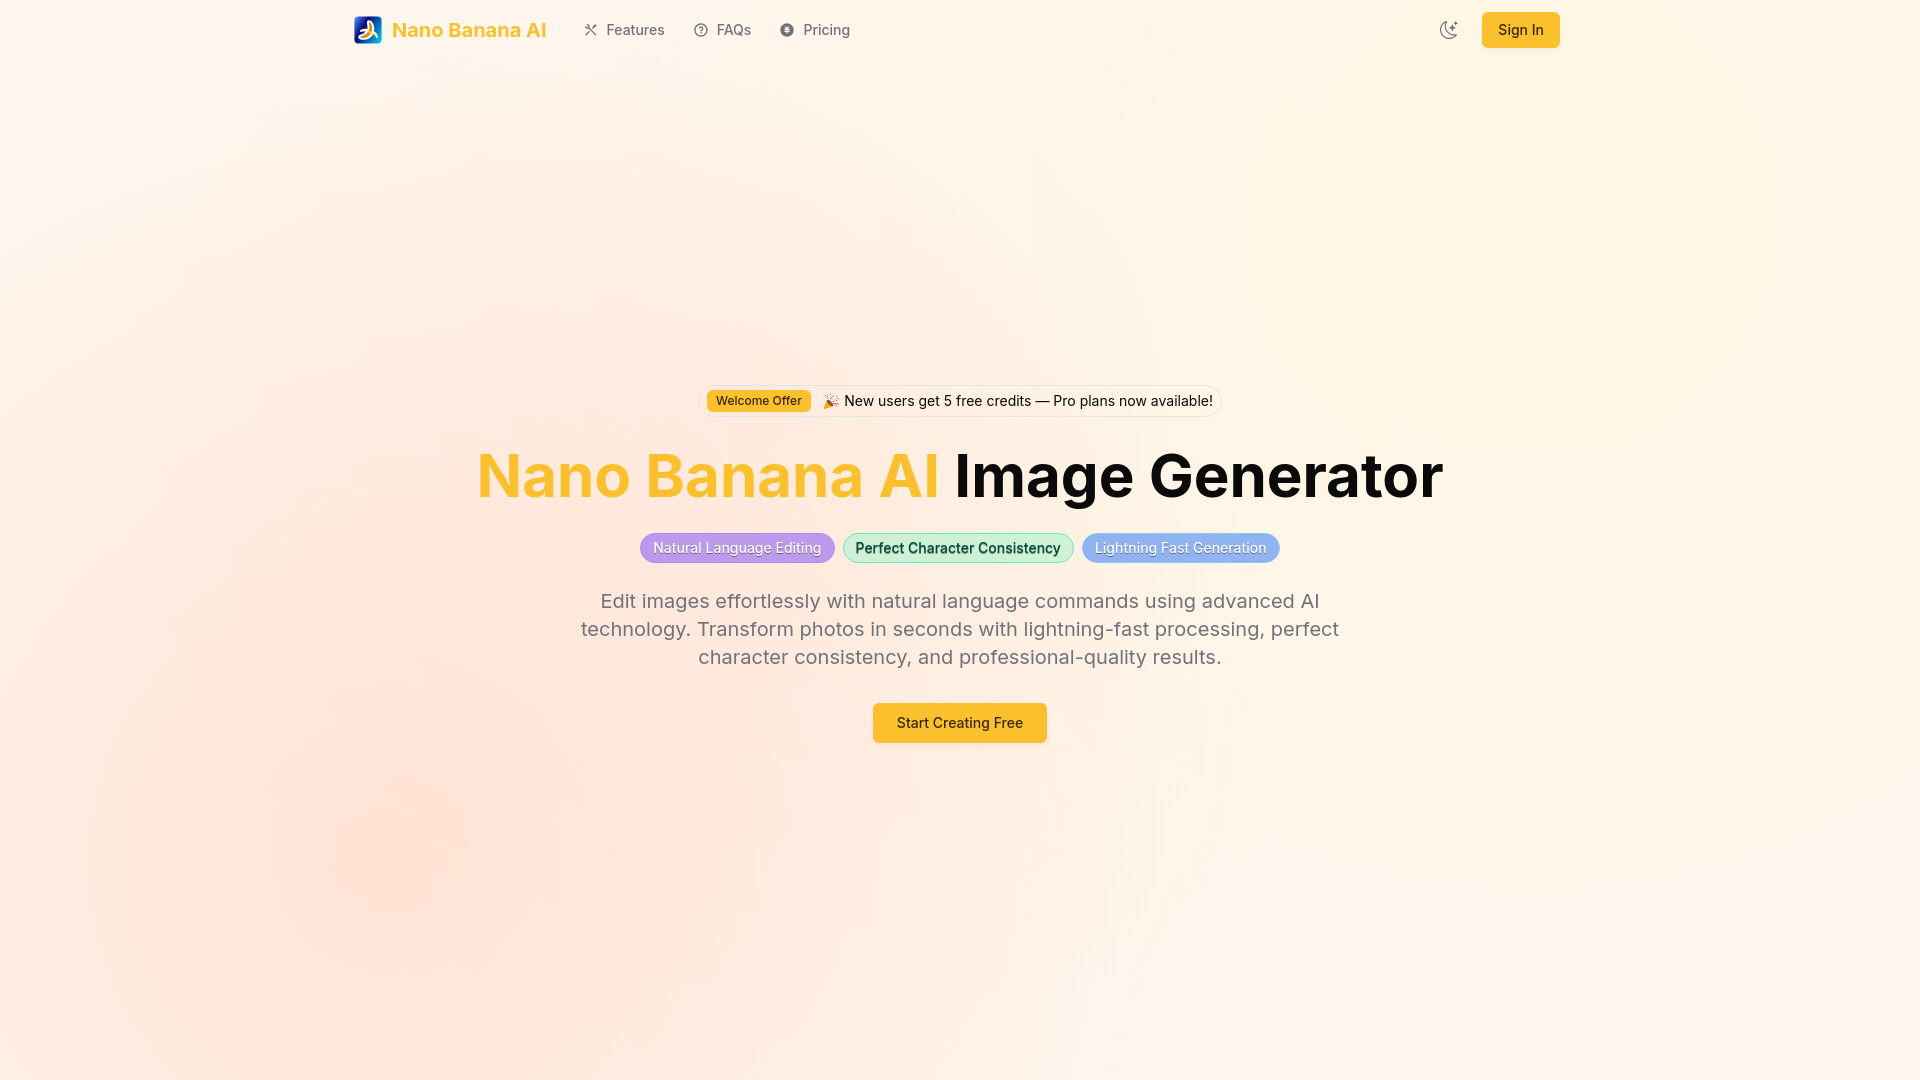 Nano Banana AI
Features
FAQs
Pricing
Sign In
Welcome Offer
🎉 New users get 5 free credits — Pro plans now available!
Nano Banana AI Image Generator
Natural Language Editing
Perfect Character Consistency
Lightning Fast Generation
Edit images effortlessly with natural language commands using advanced AI
technology. Transform photos in seconds with lightning-fast processing, perfect
character consistency, and professional-quality results.
Start Creating Free